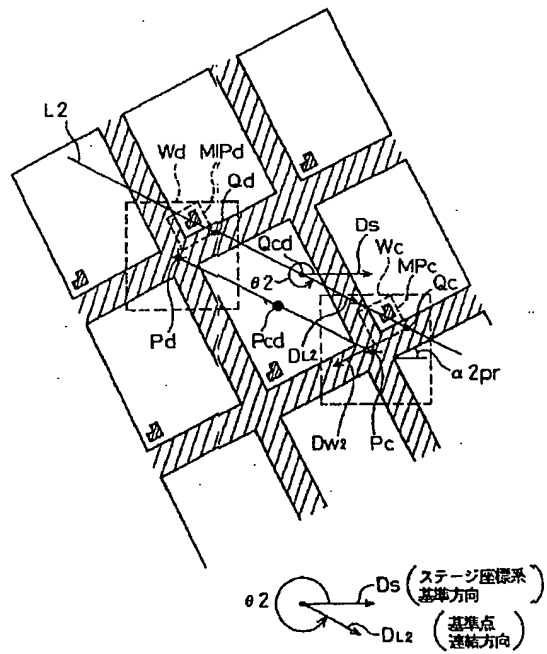 L2
Wd
MPd
Qd
Qcd
Ds
Wc
MPc
Qc
θ2
Pcd
Pd
DL2
α2pr
Dw2
Pc
θ2
Ds (ステージ座標系
基準方向)
DL2 (基準点
連結方向)